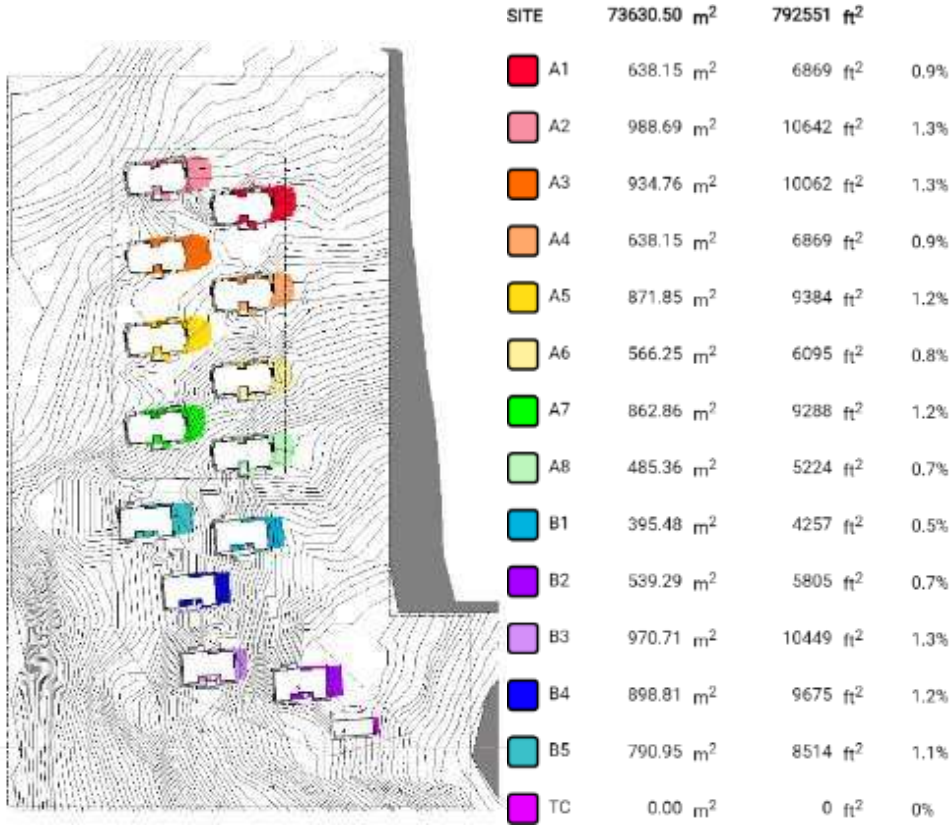 SITE 73630.50 m² 792551 ft²
A1 638.15 m² 6869 ft² 0.9%
A2 988.69 m² 10642 ft² 1.3%
A3 934.76 m² 10062 ft² 1.3%
A4 638.15 m² 6869 ft² 0.9%
A5 871.85 m² 9384 ft² 1.2%
A6 566.25 m² 6095 ft² 0.8%
A7 862.86 m² 9288 ft² 1.2%
A8 485.36 m² 5224 ft² 0.7%
B1 395.48 m² 4257 ft² 0.5%
B2 539.29 m² 5805 ft² 0.7%
B3 970.71 m² 10449 ft² 1.3%
B4 898.81 m² 9675 ft² 1.2%
B5 790.95 m² 8514 ft² 1.1%
TC 0.00 m² 0 ft² 0%